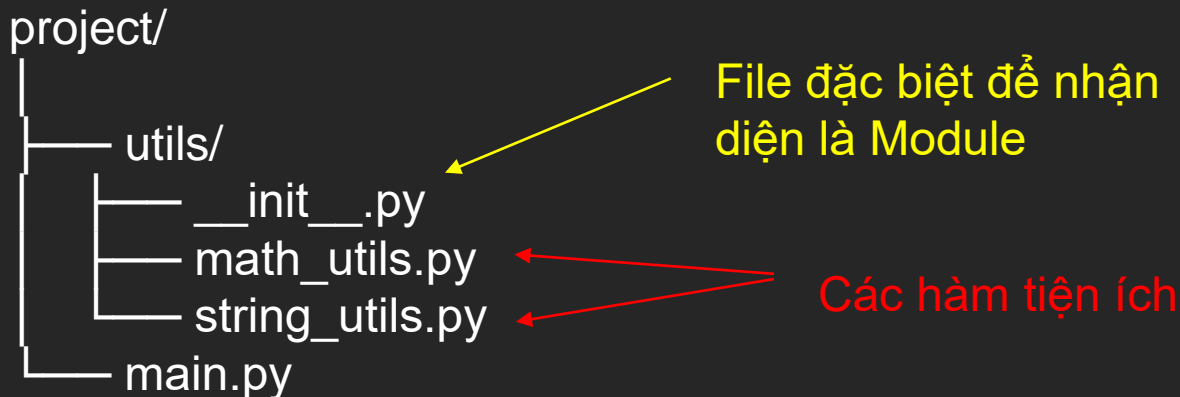 project/
utils/
__init__.py
math_utils.py
string_utils.py
main.py
File đặc biệt để nhận
diện là Module
Các hàm tiện ích